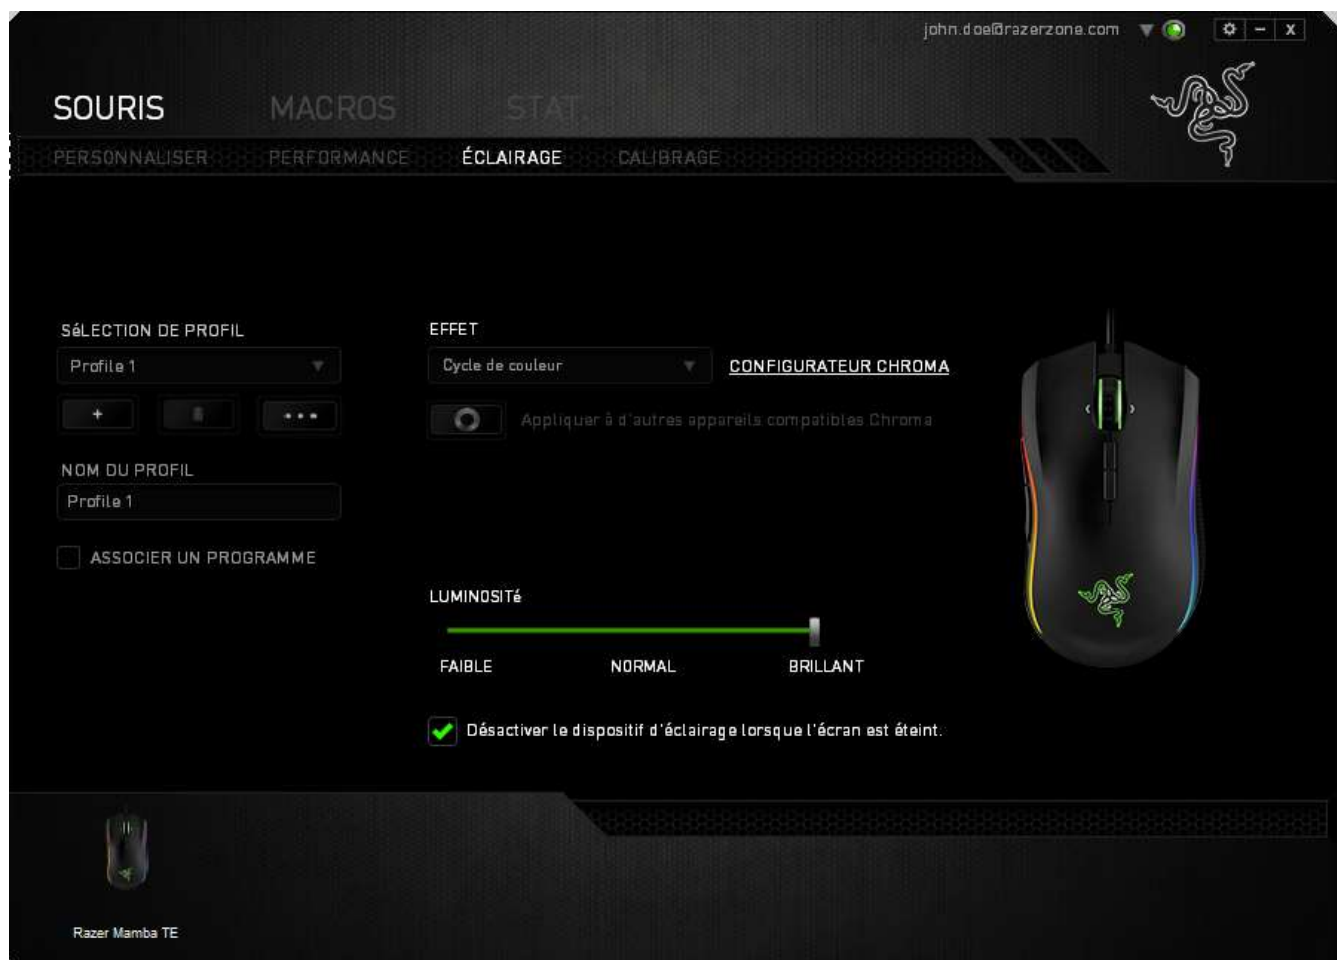 john.doe@razerzone.com
SOURIS MACROS STAT.
PERSONNALISER PERFORMANCE ÉCLAIRAGE CALIBRAGE
SéLECTION DE PROFIL
Profile 1
NOM DU PROFIL
Profile 1
ASSOCIER UN PROGRAMME
EFFET
Cycle de couleur
CONFIGURATEUR CHROMA
Appliquer à d'autres appareils compatibles Chroma
LUMINOSITé
FAIBLE NORMAL BRILLANT
Désactiver le dispositif d'éclairage lorsque l'écran est éteint.
Razer Mamba TE